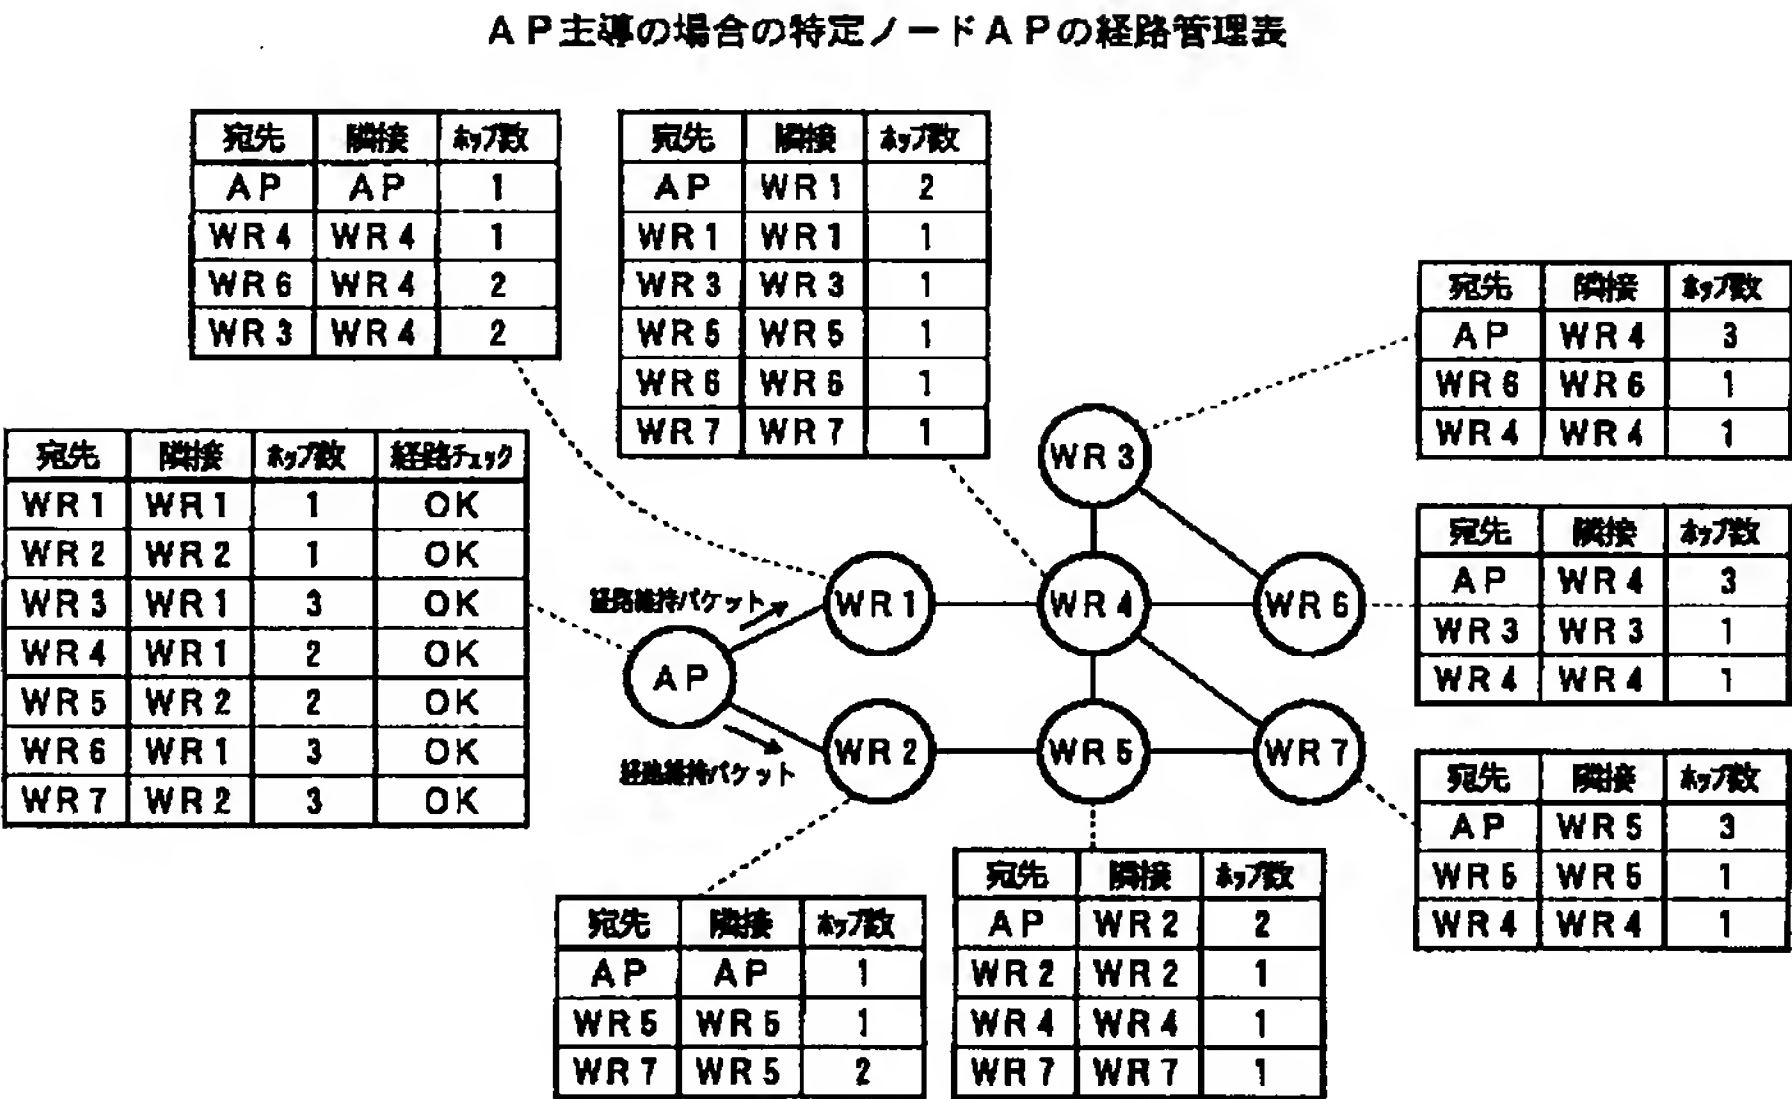 AP主導の場合の特定ノードAPの経路管理表
宛先 隣接 ホップ数
AP AP 1
WR4 WR4 1
WR6 WR4 2
WR3 WR4 2
宛先 隣接 ホップ数
AP WR1 2
WR1 WR1 1
WR3 WR3 1
WR5 WR5 1
WR6 WR6 1
WR7 WR7 1
宛先 隣接 ホップ数
AP WR4 3
WR6 WR6 1
WR4 WR4 1
宛先 隣接 ホップ数 経路チェック
WR1 WR1 1 OK
WR2 WR2 1 OK
WR3 WR1 3 OK
WR4 WR1 2 OK
WR5 WR2 2 OK
WR6 WR1 3 OK
WR7 WR2 3 OK
WR3
経路維持パケット
WR1
WR4
WR6
AP
WR2
WR5
WR7
経路維持パケット
宛先 隣接 ホップ数
AP WR4 3
WR3 WR3 1
WR4 WR4 1
宛先 隣接 ホップ数
AP WR5 3
WR5 WR5 1
WR4 WR4 1
宛先 隣接 ホップ数
AP AP 1
WR5 WR5 1
WR7 WR5 2
宛先 隣接 ホップ数
AP WR2 2
WR2 WR2 1
WR4 WR4 1
WR7 WR7 1